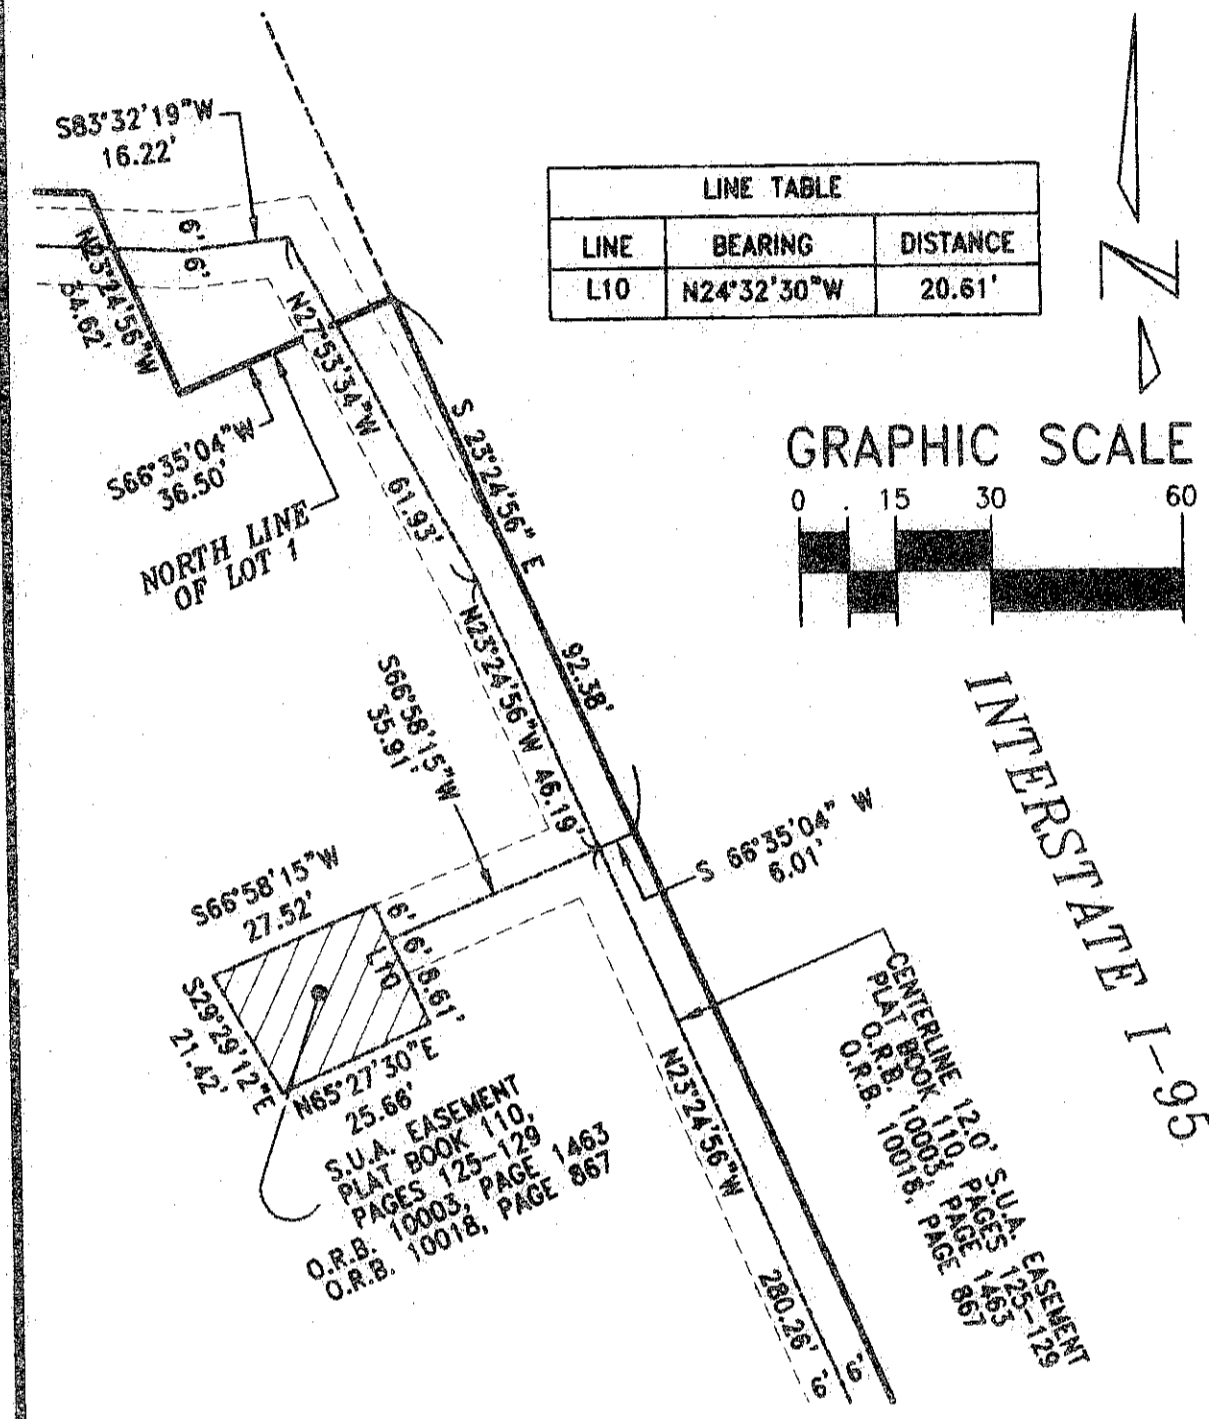 S83°32'19"W
16.22'
LINE TABLE
LINE BEARING DISTANCE
L10 N24°32'30"W 20.61'
6' 6'
N23°24'56"W
34.62'
N27°53'34"W
61.93'
S66°35'04"W
36.50'
NORTH LINE
OF LOT 1
S 23°24'56" E
92.38'
Z
GRAPHIC SCALE
0 15 30 60
INTERSTATE I-95
N23°24'56"W 46.19'
S66°58'15"W
35.91'
S 66°35'04" W
6.01'
S66°58'15"W
27.52'
6' 6' 8.61'
L10
S29°29'12"E
21.42'
N65°27'30"E
25.66'
S.U.A. EASEMENT
PLAT BOOK 110,
PAGES 125-129
O.R.B. 10003, PAGE 1463
O.R.B. 10018, PAGE 867
CENTERLINE 12.0' S.U.A. EASEMENT
PLAT BOOK 110, PAGES 125-129
O.R.B. 10003, PAGE 1463
O.R.B. 10018, PAGE 867
N23°24'56"W
280.26'
6' 6'